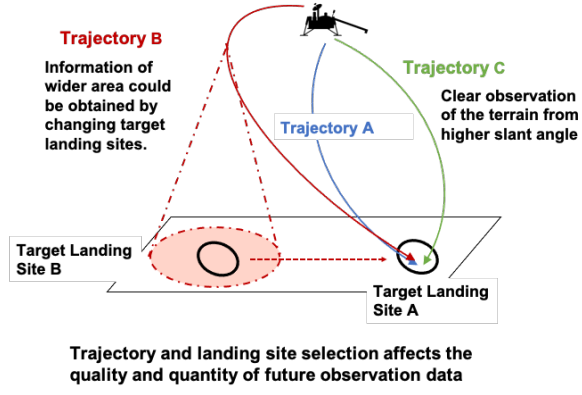 Trajectory B
Information of
wider area could
be obtained by
changing target
landing sites.
Trajectory A
Trajectory C
Clear observation
of the terrain from
higher slant angle
Target Landing
Site B
Target Landing
Site A
Trajectory and landing site selection affects the
quality and quantity of future observation data